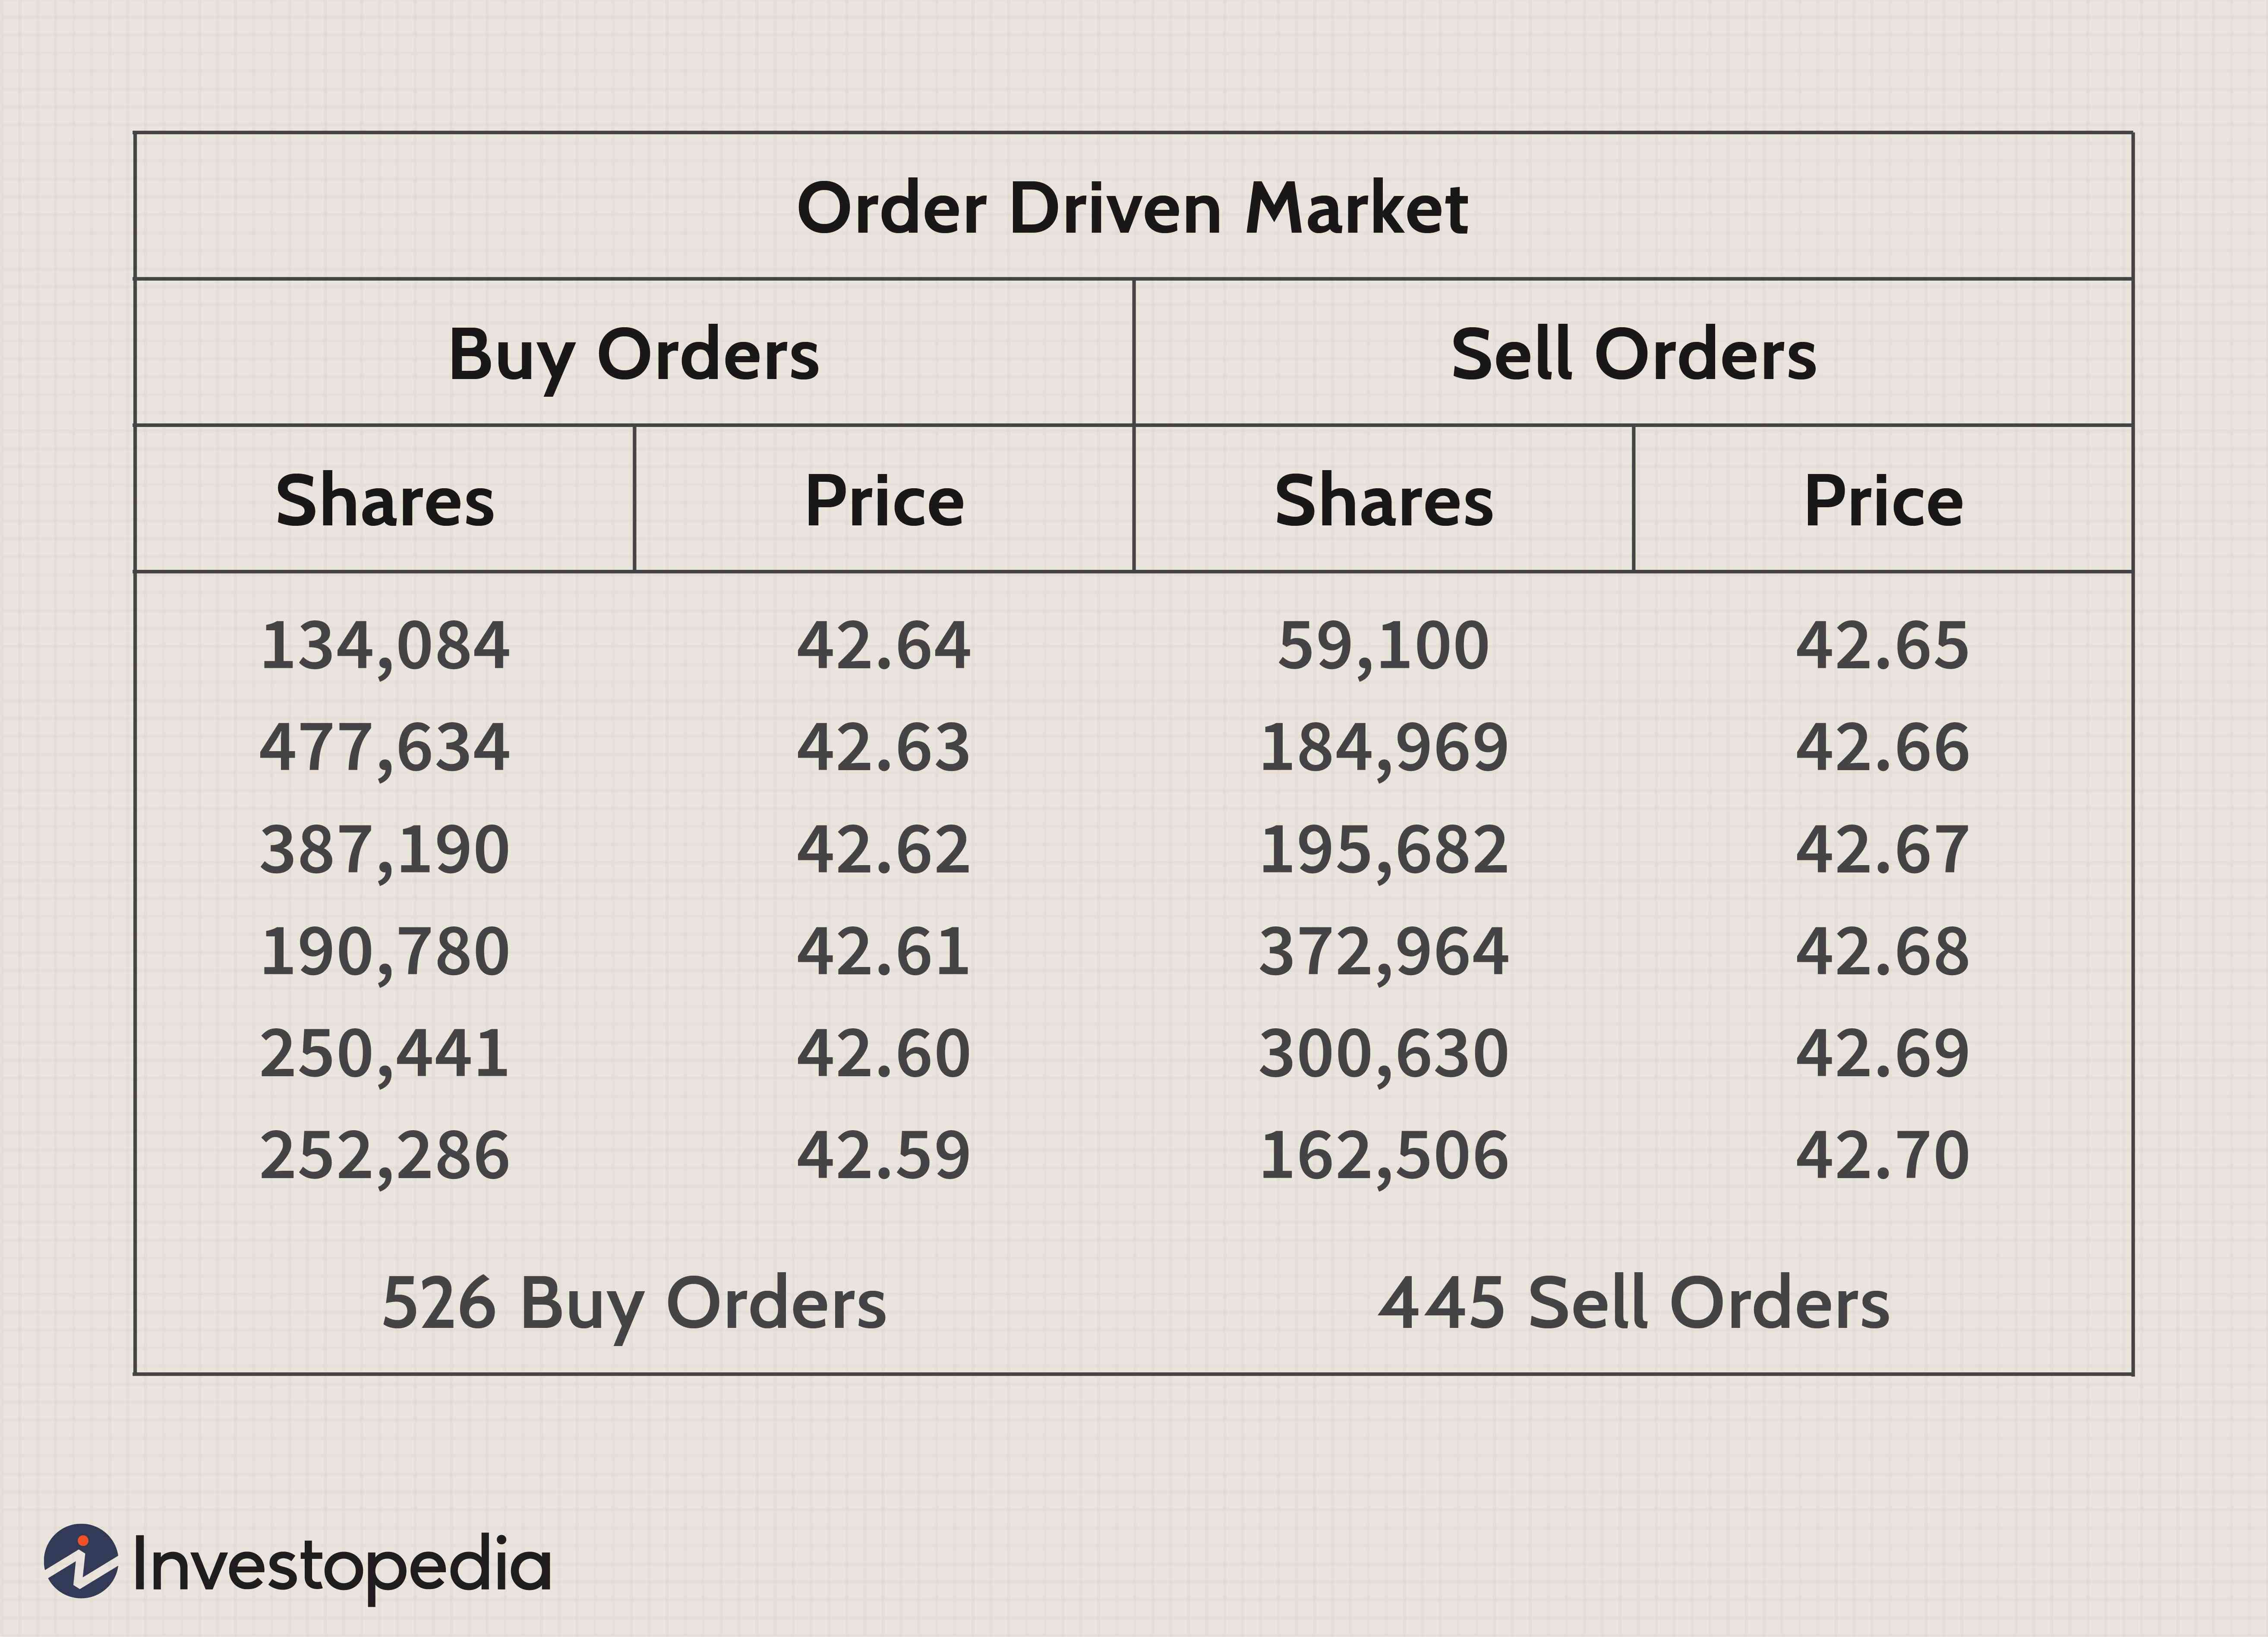 Order Driven Market
Buy Orders Sell Orders
Shares Price Shares Price
134,084 42.64 59,100 42.65
477,634 42.63 184,969 42.66
387,190 42.62 195,682 42.67
190,780 42.61 372,964 42.68
250,441 42.60 300,630 42.69
252,286 42.59 162,506 42.70
526 Buy Orders 445 Sell Orders
Investopedia